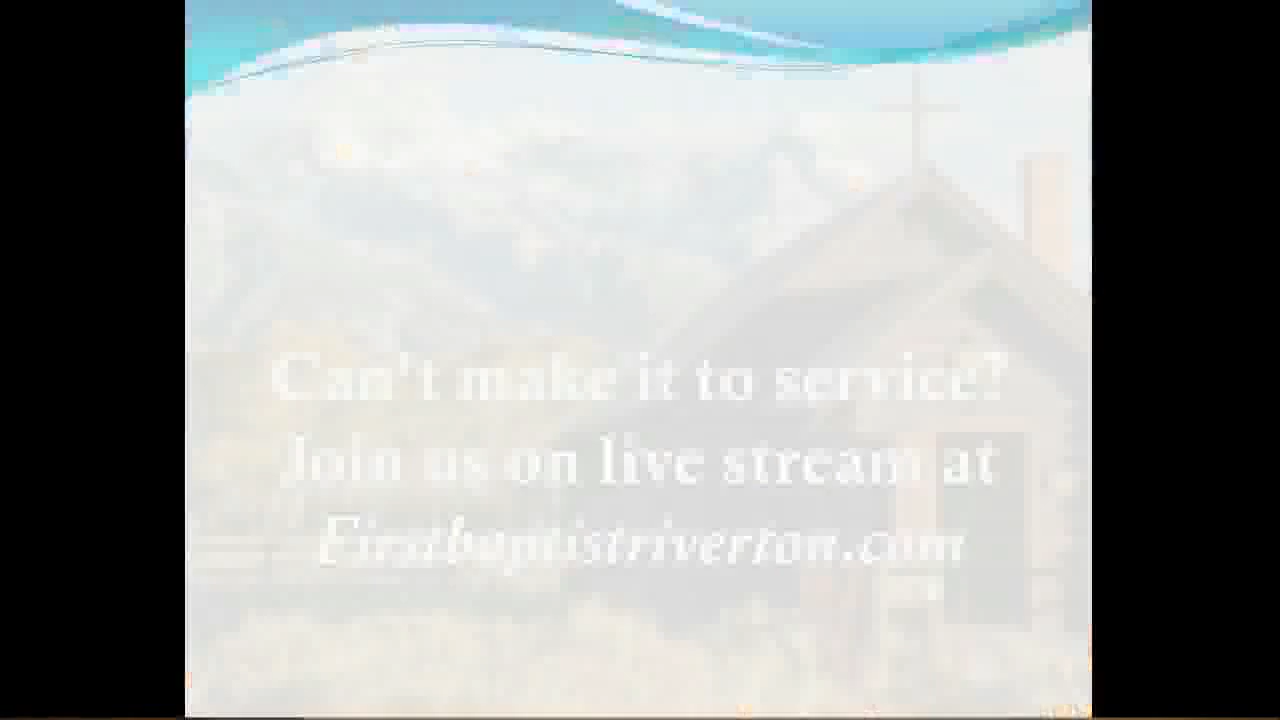 Can't make it to service?
Join us on live stream at
Firstbaptistriverton.com